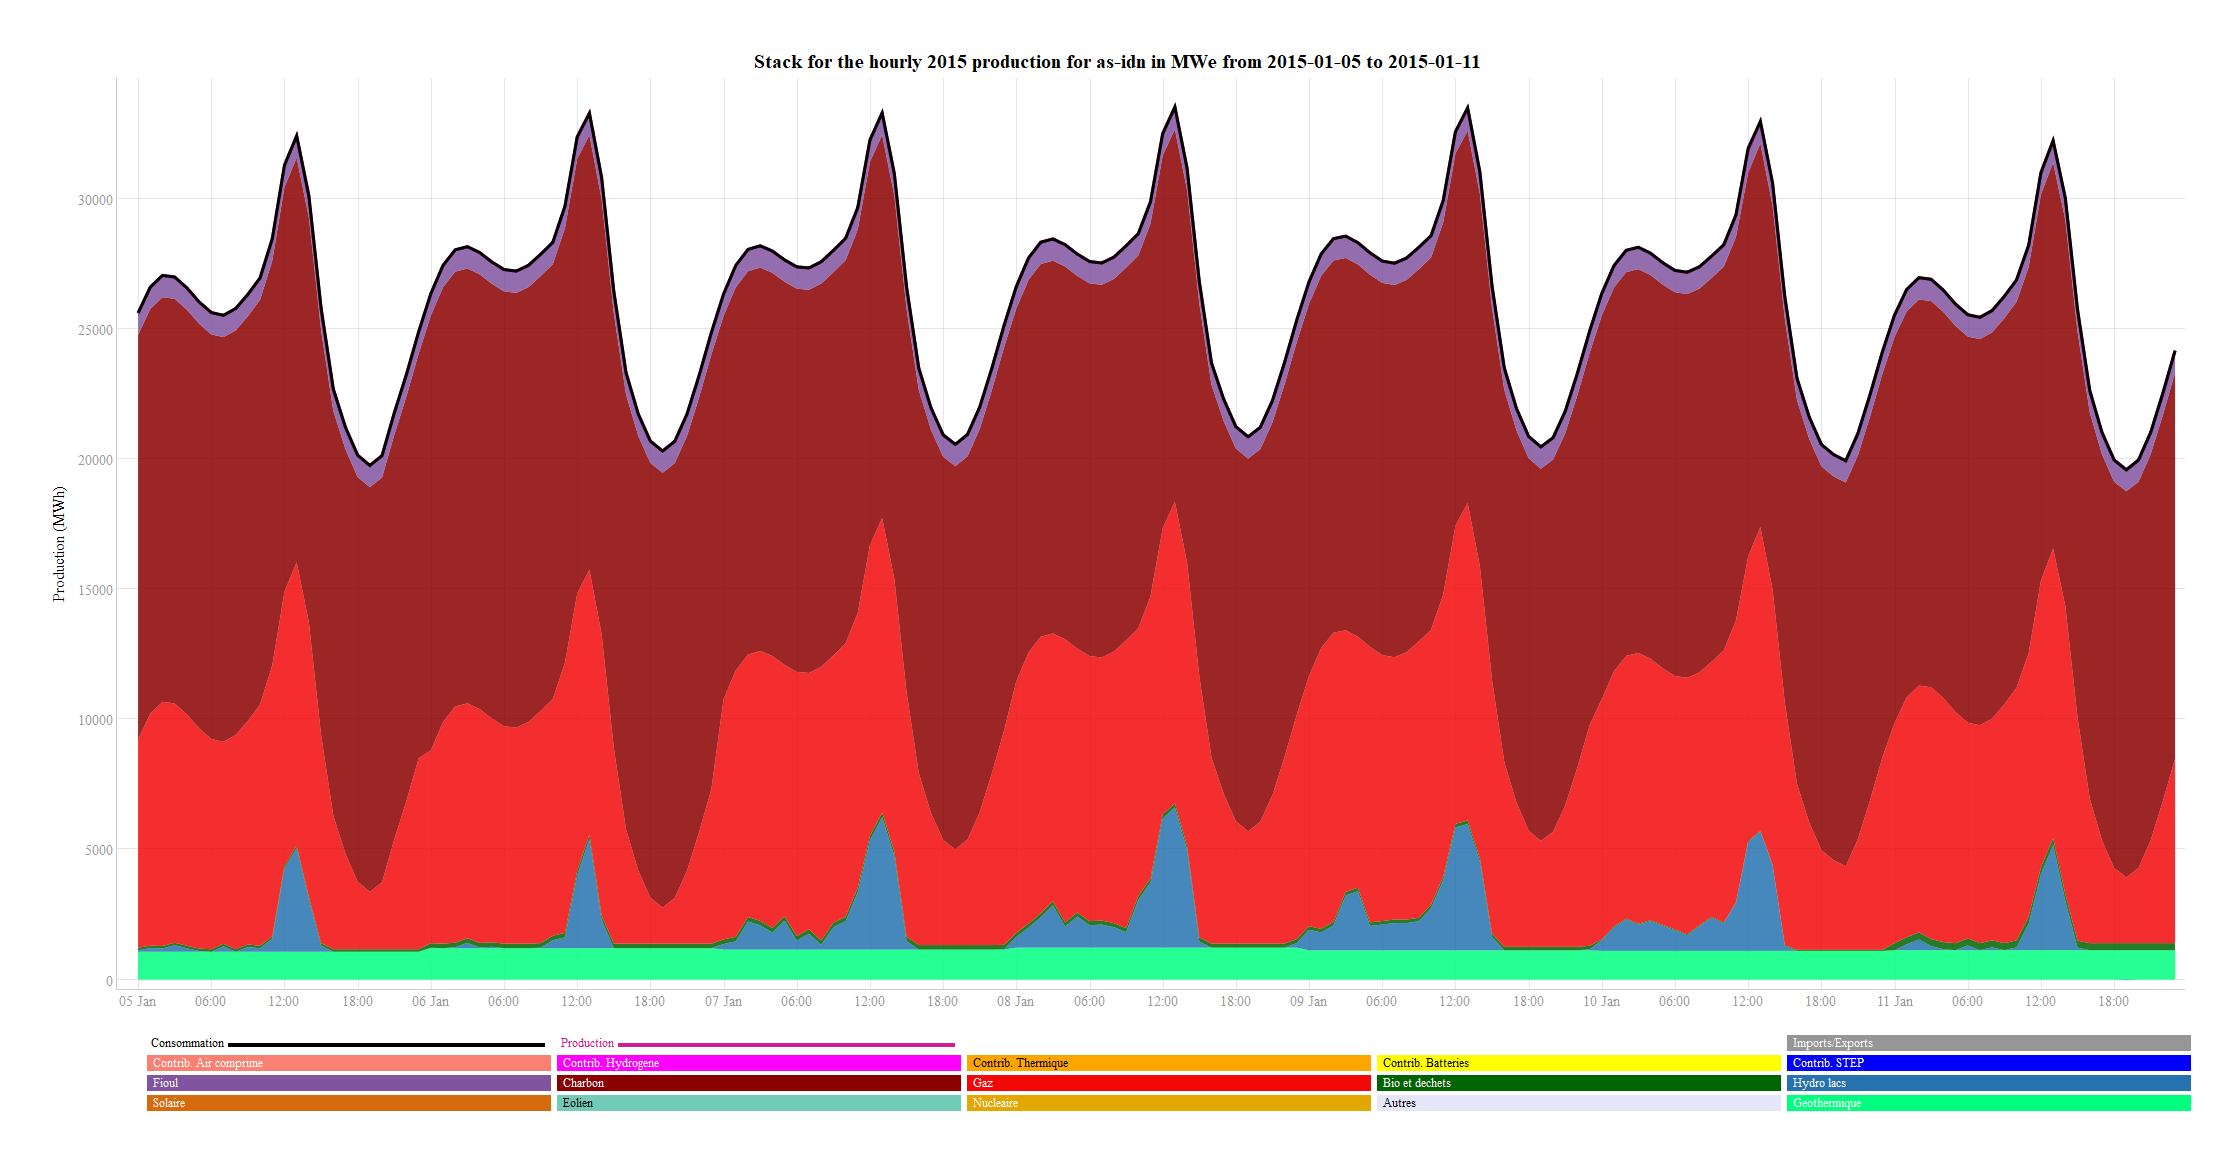 Stack for the hourly 2015 production for as-idn in MWe from 2015-01-05 to 2015-01-11
Production (MWh)
30000
25000
20000
15000
10000
5000
0
05 Jan 06:00 12:00 18:00 06 Jan 06:00 12:00 18:00 07 Jan 06:00 12:00 18:00 08 Jan 06:00 12:00 18:00 09 Jan 06:00 12:00 18:00 10 Jan 06:00 12:00 18:00 11 Jan 06:00 12:00 18:00
Consommation Production Imports/Exports
Contrib. Air comprime Contrib. Hydrogene Contrib. Thermique Contrib. Batteries Contrib. STEP
Fioul Charbon Gaz Bio et dechets Hydro lacs
Solaire Eolien Nucleaire Autres Geothermique